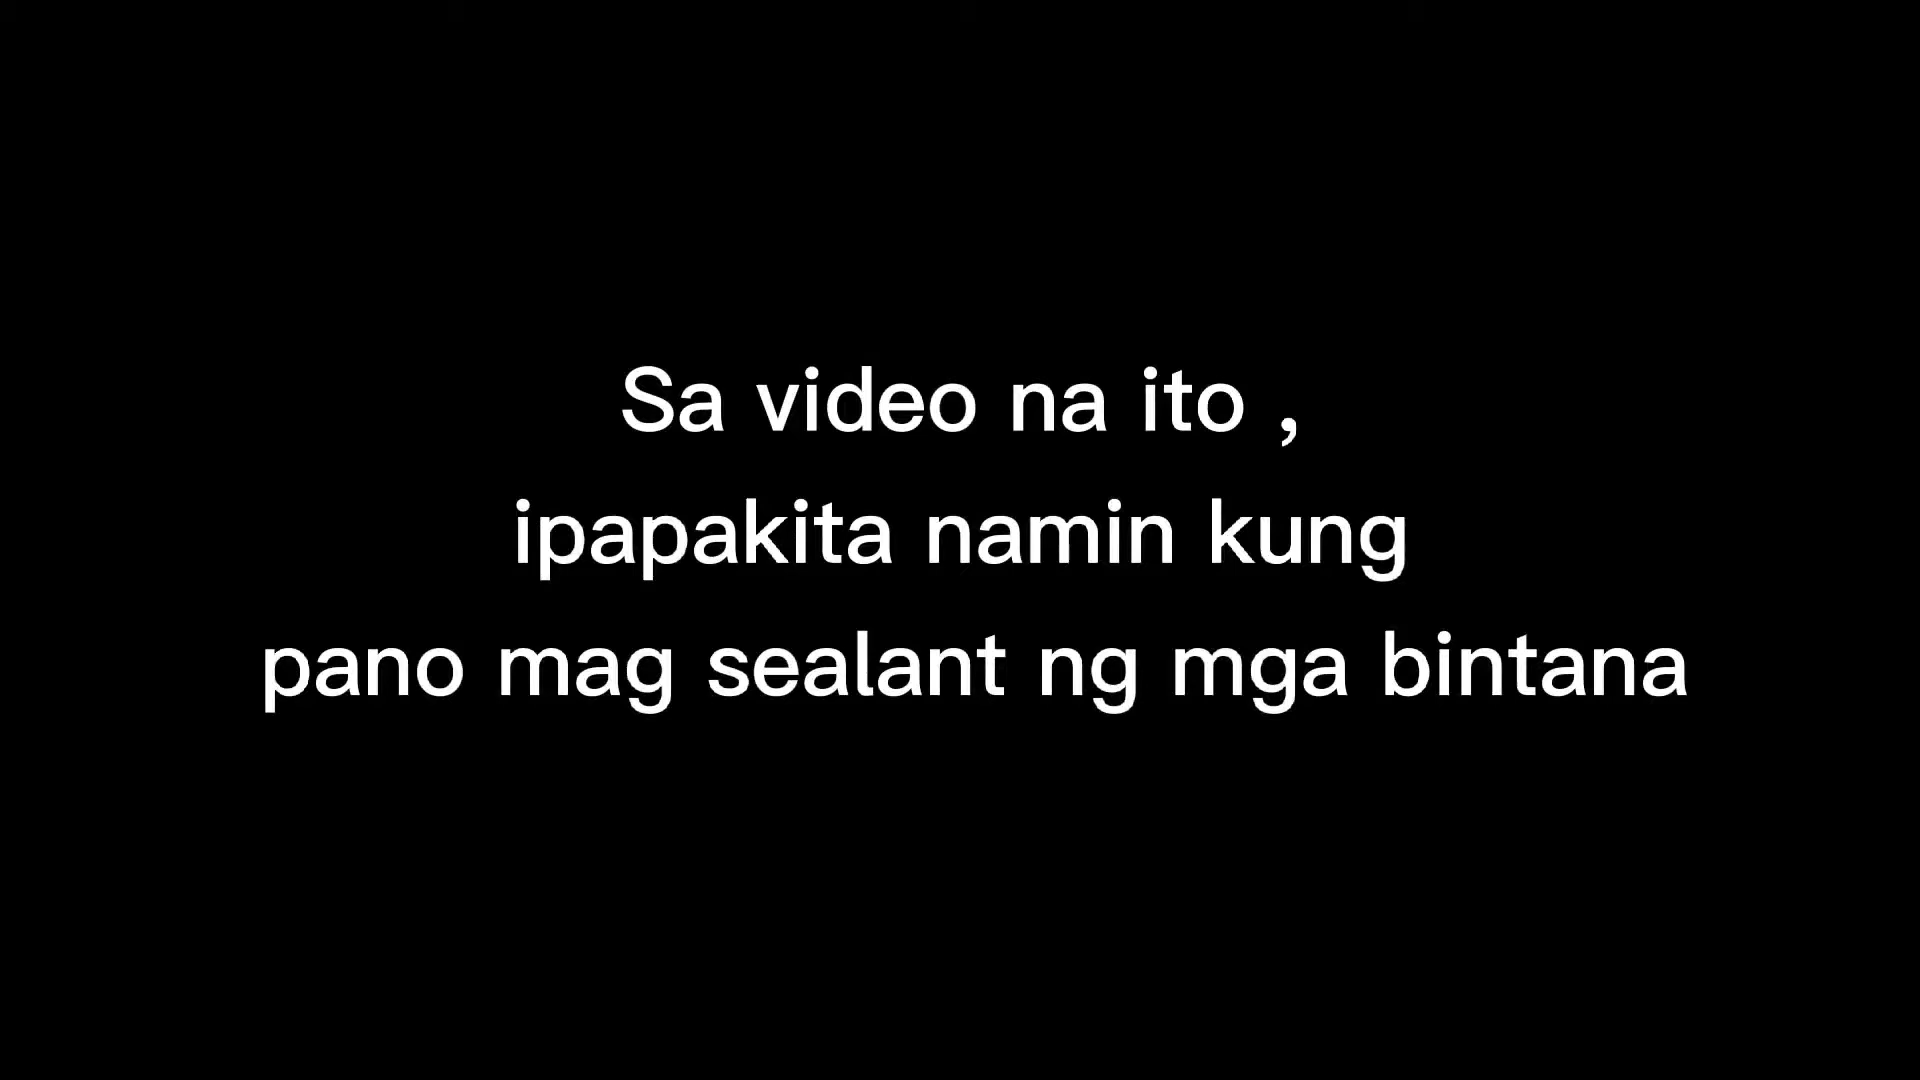 Sa video na ito ,
ipapakita namin kung
pano mag sealant ng mga bintana